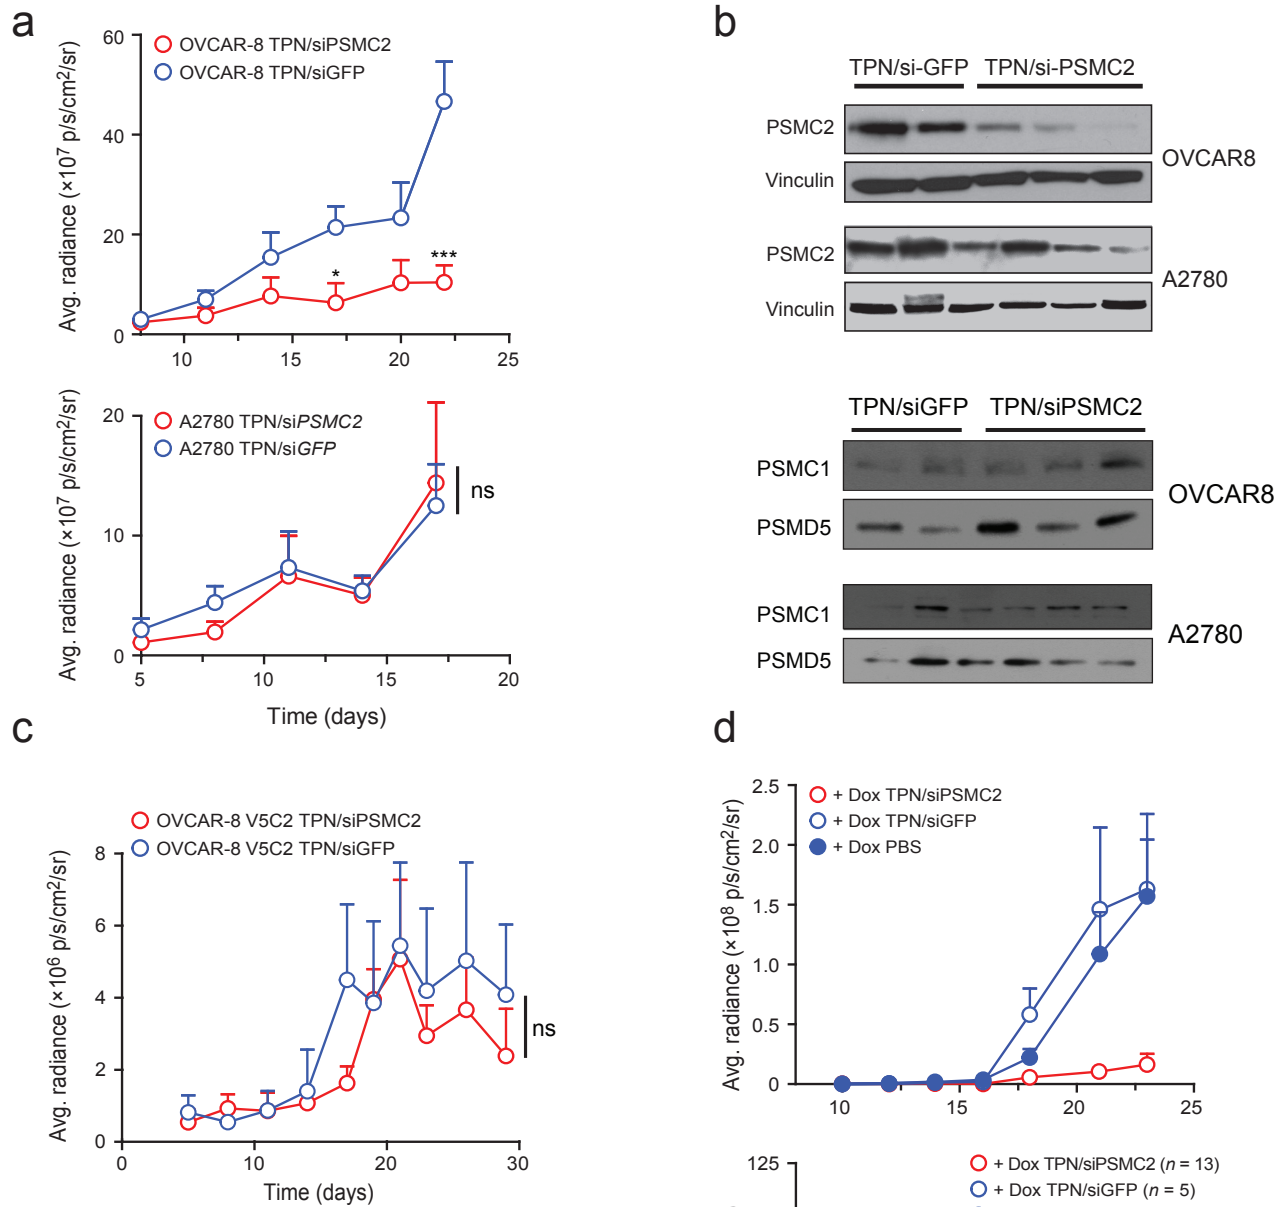 a
60
40
20
0
10
15
20
25
Avg. radiance (×10⁷ p/s/cm²/sr)
OVCAR-8 TPN/siPSMC2
OVCAR-8 TPN/siGFP
*
***
20
10
0
5
10
15
20
Avg. radiance (×10⁷ p/s/cm²/sr)
A2780 TPN/siPSMC2
A2780 TPN/siGFP
ns
Time (days)
b
TPN/si-GFP TPN/si-PSMC2
PSMC2
Vinculin
OVCAR8
PSMC2
Vinculin
A2780
TPN/siGFP TPN/siPSMC2
PSMC1
PSMD5
OVCAR8
PSMC1
PSMD5
A2780
c
OVCAR-8 V5C2 TPN/siPSMC2
OVCAR-8 V5C2 TPN/siGFP
8
6
4
2
0
0
10
20
30
Avg. radiance (×10⁶ p/s/cm²/sr)
ns
Time (days)
d
2.5
2.0
1.5
1.0
0.5
0
10
15
20
25
Avg. radiance (×10⁸ p/s/cm²/sr)
+ Dox TPN/siPSMC2
+ Dox TPN/siGFP
+ Dox PBS
125
+ Dox TPN/siPSMC2 (n = 13)
+ Dox TPN/siGFP (n = 5)